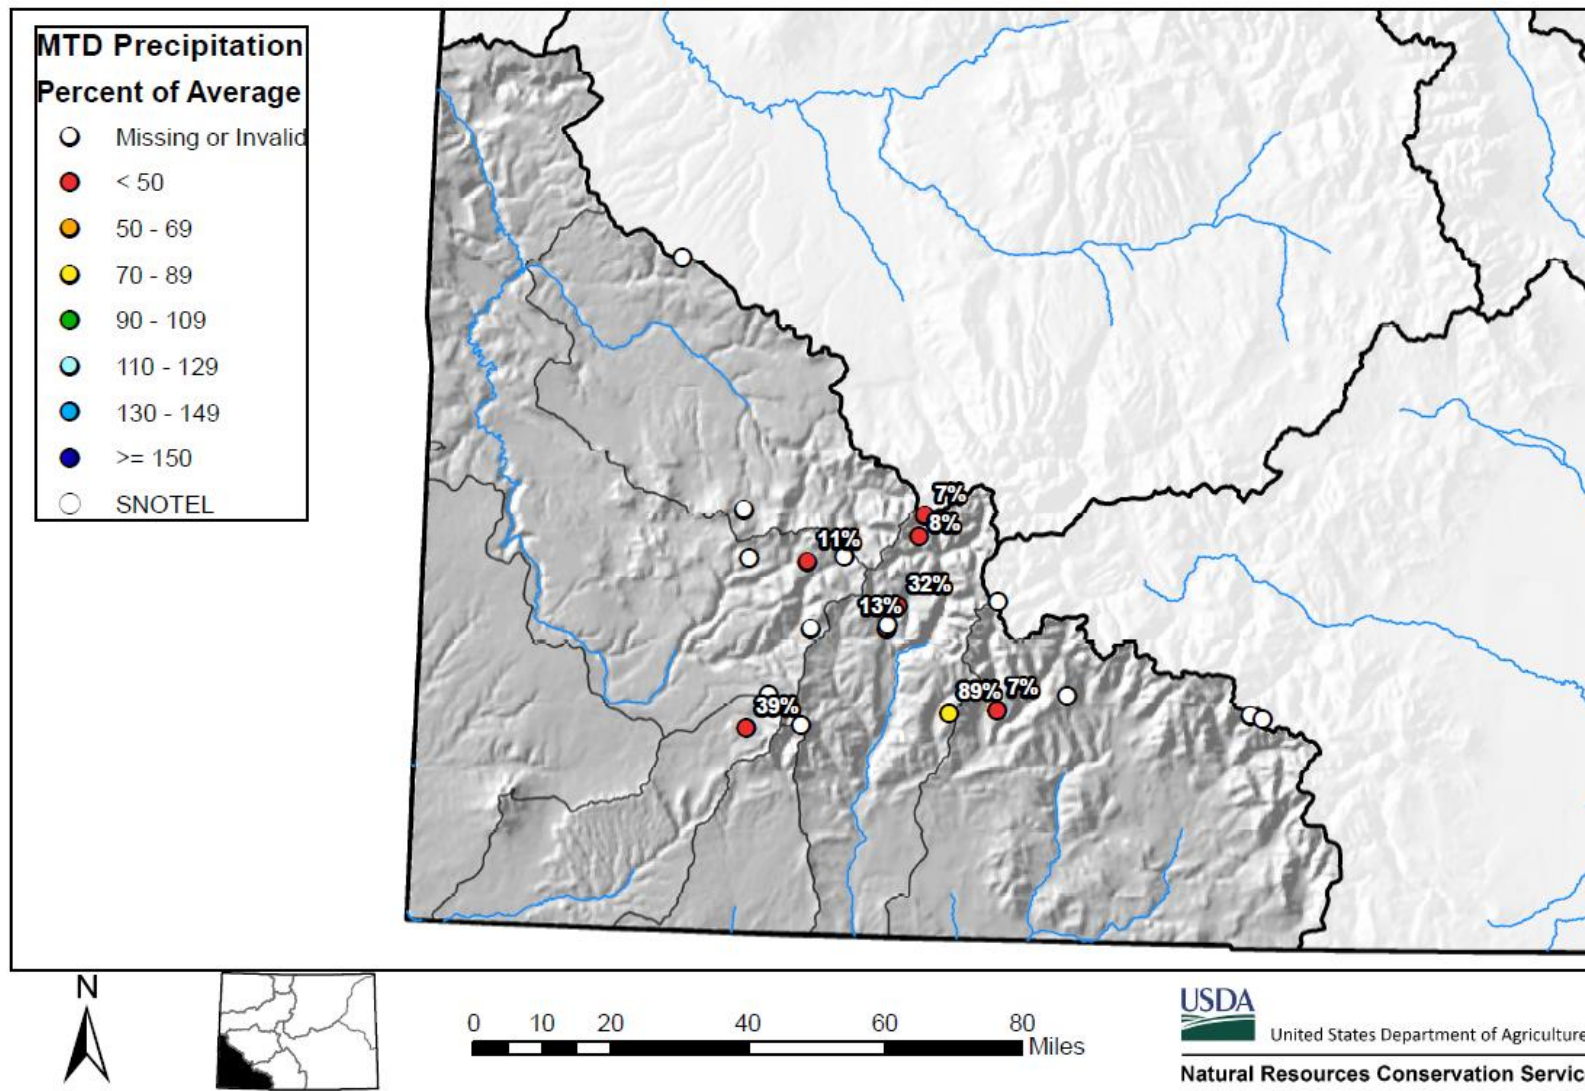 MTD Precipitation
Percent of Average
Missing or Invalid
< 50
50 - 69
70 - 89
90 - 109
110 - 129
130 - 149
>= 150
SNOTEL
7%
8%
11%
32%
13%
89%
7%
39%
N
0 10 20 40 60 80
Miles
USDA
United States Department of Agriculture
Natural Resources Conservation Servic